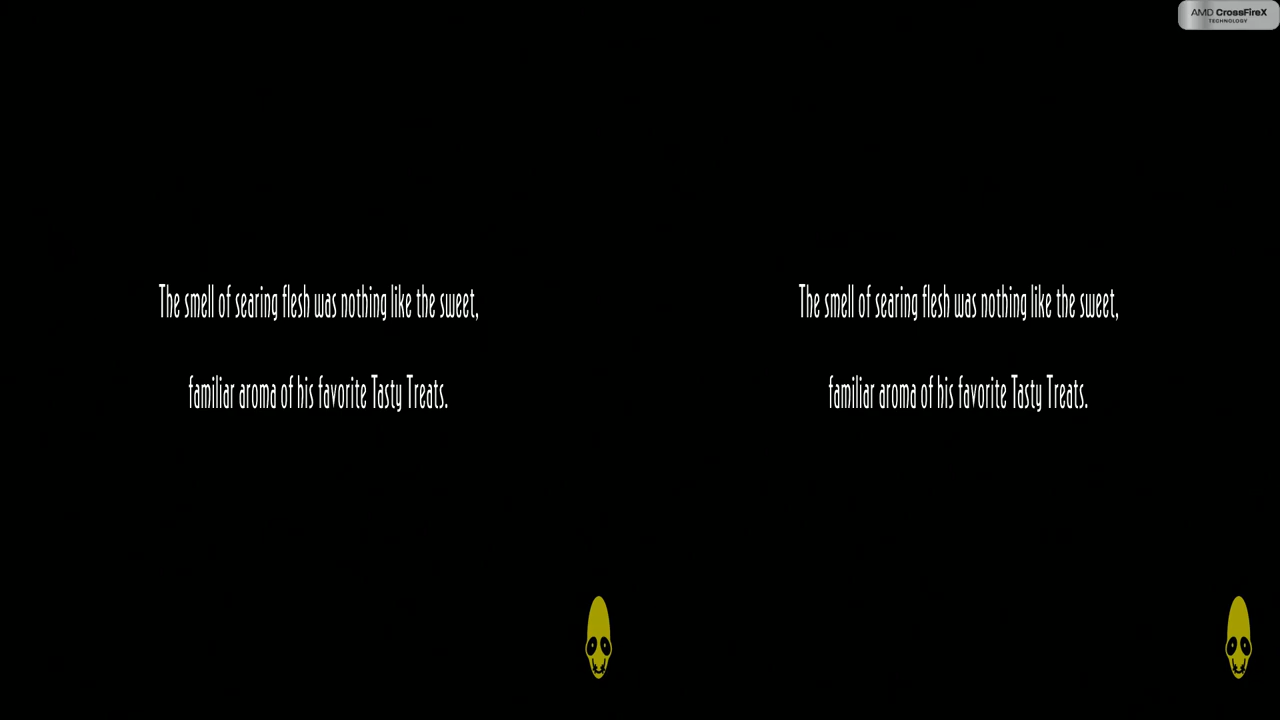 AMD CrossFireX
TECHNOLOGY
The smell of searing flesh was nothing like the sweet,
familiar aroma of his favorite Tasty Treats.
The smell of searing flesh was nothing like the sweet,
familiar aroma of his favorite Tasty Treats.